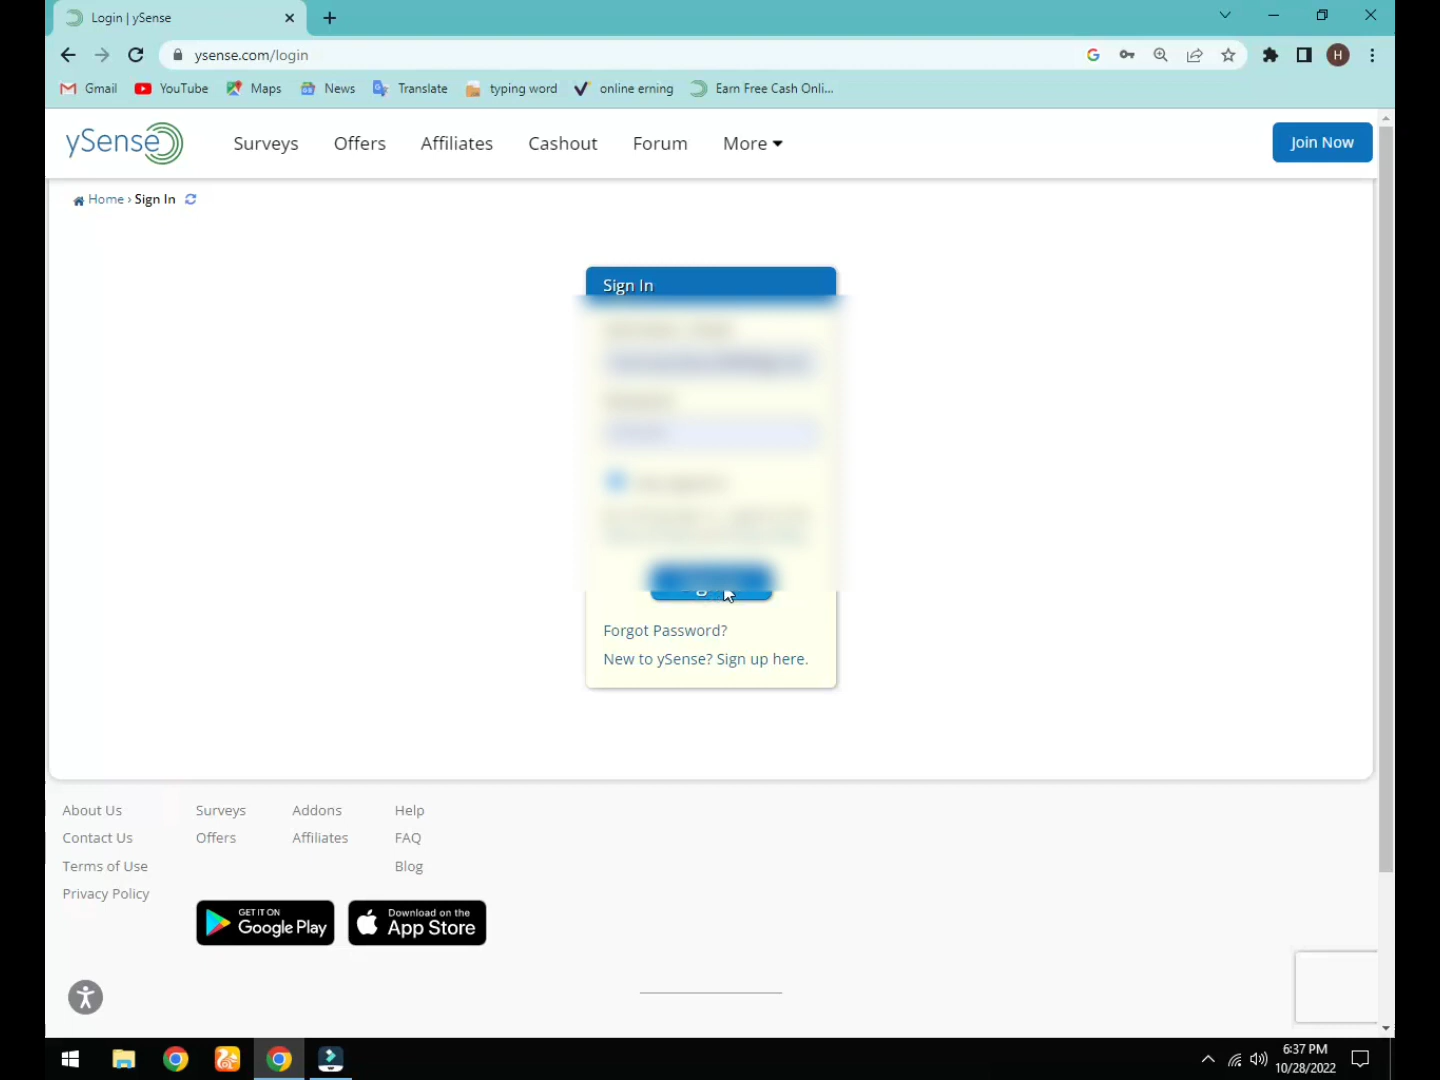 Login | ySense
ysense.com/login
H
Gmail YouTube Maps News Translate typing word online erning Earn Free Cash Onli...
ySense Surveys Offers Affiliates Cashout Forum More Join Now
Home › Sign In
Sign In
Forgot Password?
New to ySense? Sign up here.
About Us Surveys Addons Help
Contact Us Offers Affiliates FAQ
Terms of Use Blog
Privacy Policy
GET IT ON
Google Play
Download on the
App Store
6:37 PM
10/28/2022